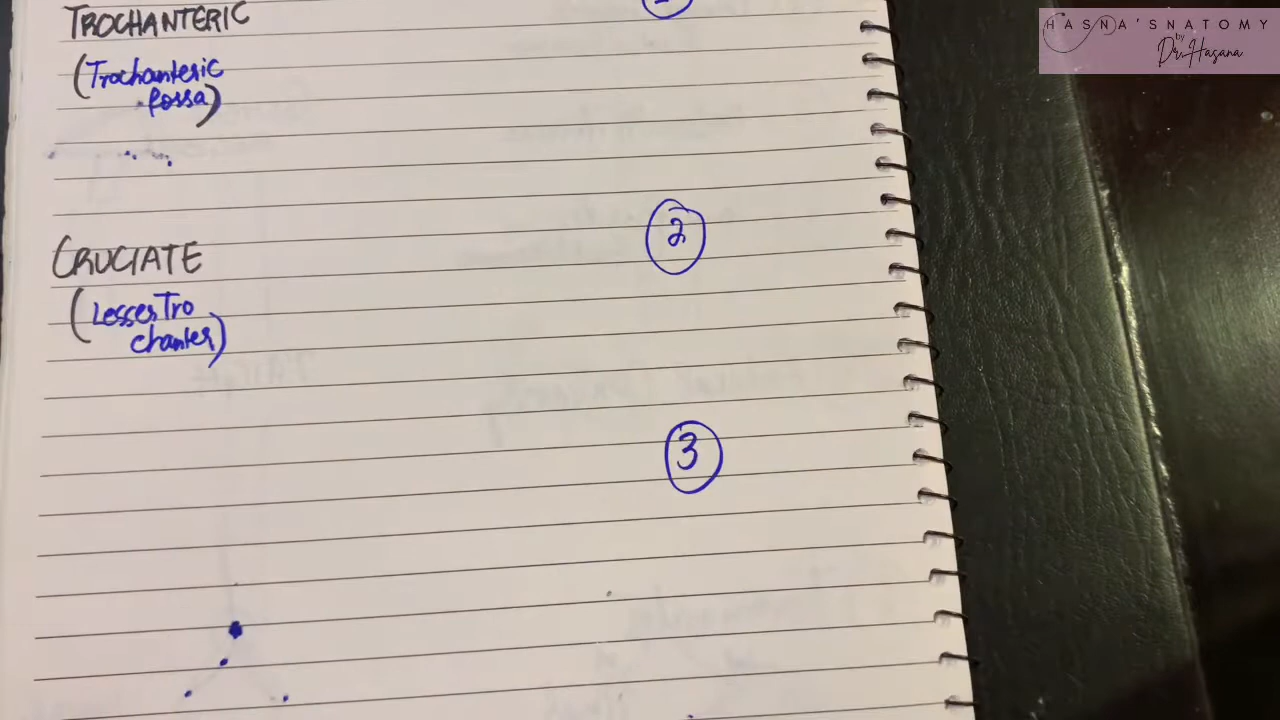 TROCHANTERIC
(Trochanteric
fossa)
CRUCIATE
2
(Lesser Tro
chanter)
3
HASNA'SNATOMY
by
Dr. Hasana